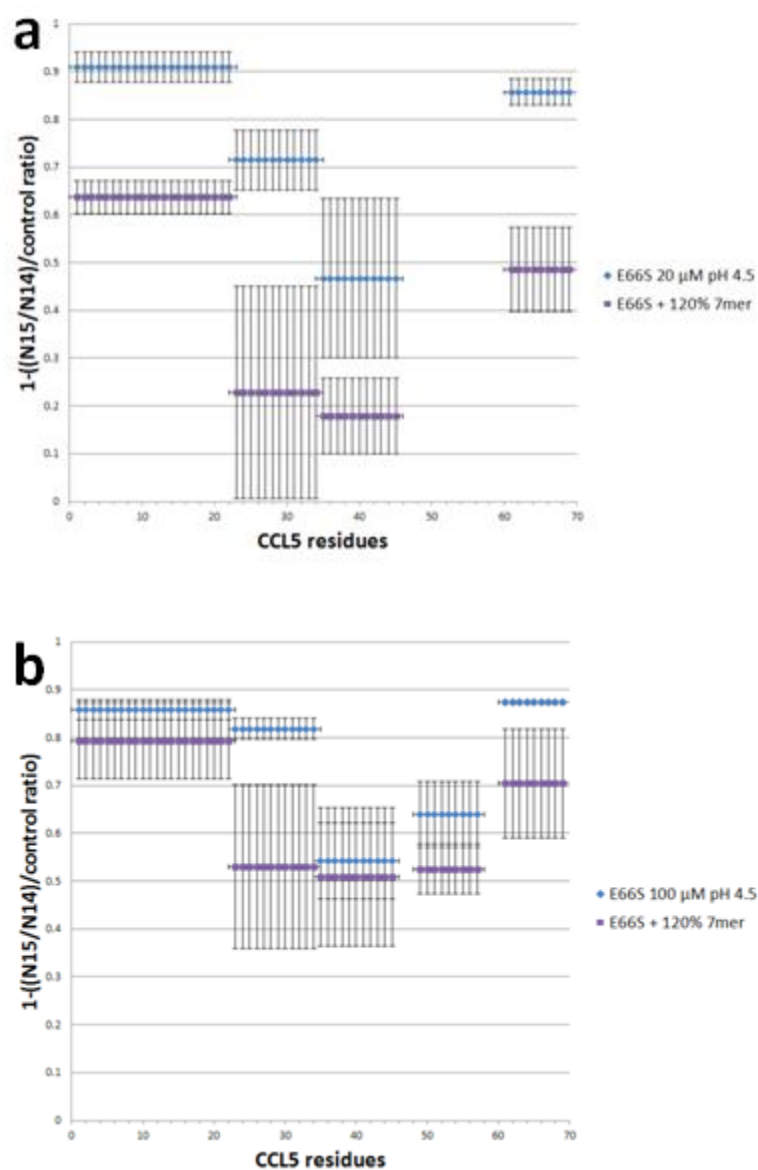 a
1-((N15/N14)/control ratio)
1
0.9
0.8
0.7
0.6
0.5
0.4
0.3
0.2
0.1
0
0 10 20 30 40 50 60 70
CCL5 residues
E66S 20 µM pH 4.5
E66S + 120% 7mer
b
1-((N15/N14)/control ratio)
1
0.9
0.8
0.7
0.6
0.5
0.4
0.3
0.2
0.1
0
0 10 20 30 40 50 60 70
CCL5 residues
E66S 100 µM pH 4.5
E66S + 120% 7mer